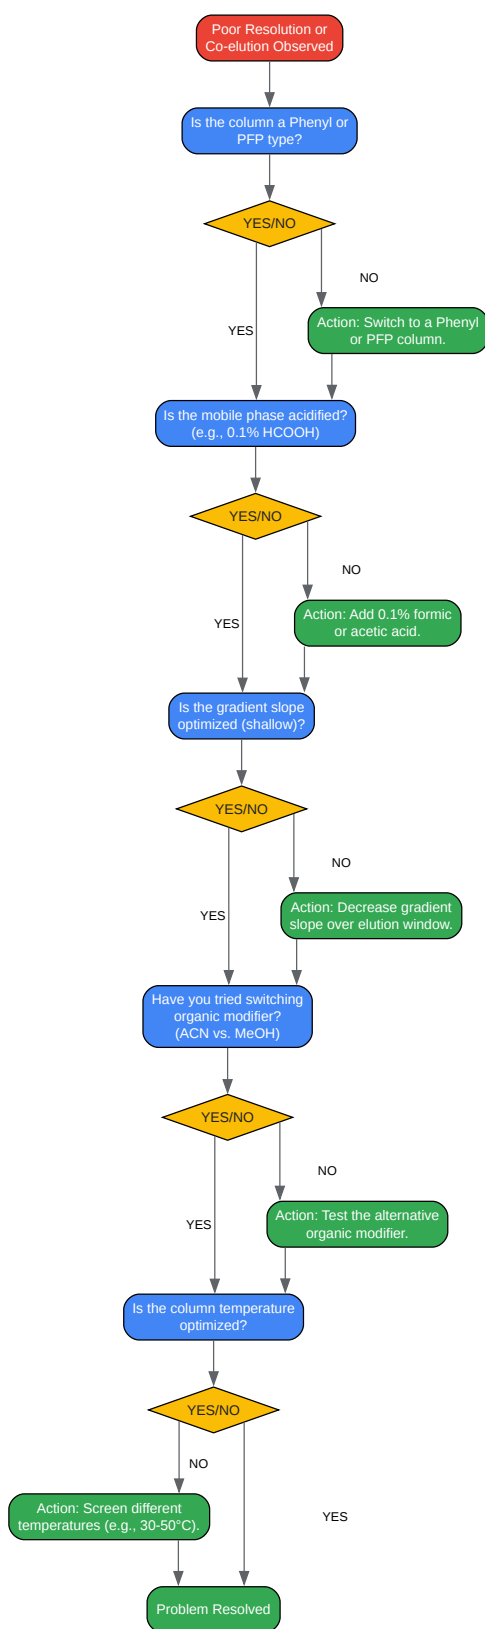 Poor Resolution or
Co-elution Observed
Is the column a Phenyl or
PFP type?
YES/NO
NO
YES
Action: Switch to a Phenyl
or PFP column.
Is the mobile phase acidified?
(e.g., 0.1% HCOOH)
YES/NO
NO
YES
Action: Add 0.1% formic
or acetic acid.
Is the gradient slope
optimized (shallow)?
YES/NO
NO
YES
Action: Decrease gradient
slope over elution window.
Have you tried switching
organic modifier?
(ACN vs. MeOH)
YES/NO
NO
YES
Action: Test the alternative
organic modifier.
Is the column temperature
optimized?
YES/NO
NO
Action: Screen different
temperatures (e.g., 30-50°C).
YES
Problem Resolved